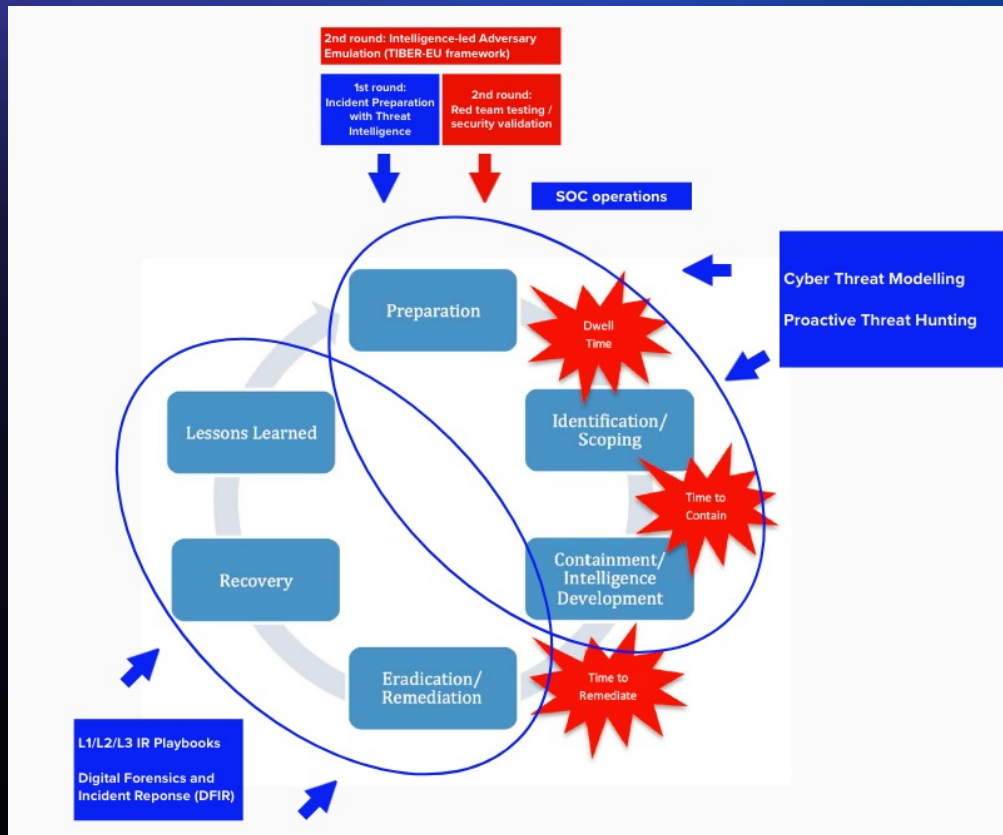 2nd round: Intelligence-led Adversary
Emulation (TIBER-EU framework)
1st round:
Incident Preparation
with Threat
Intelligence
2nd round:
Red team testing /
security validation
SOC operations
Cyber Threat Modelling
Proactive Threat Hunting
Preparation
Dwell
Time
Identification/
Scoping
Time to
Contain
Containment/
Intelligence
Development
Time to
Remediate
Eradication/
Remediation
Recovery
Lessons Learned
L1/L2/L3 IR Playbooks
Digital Forensics and
Incident Reponse (DFIR)